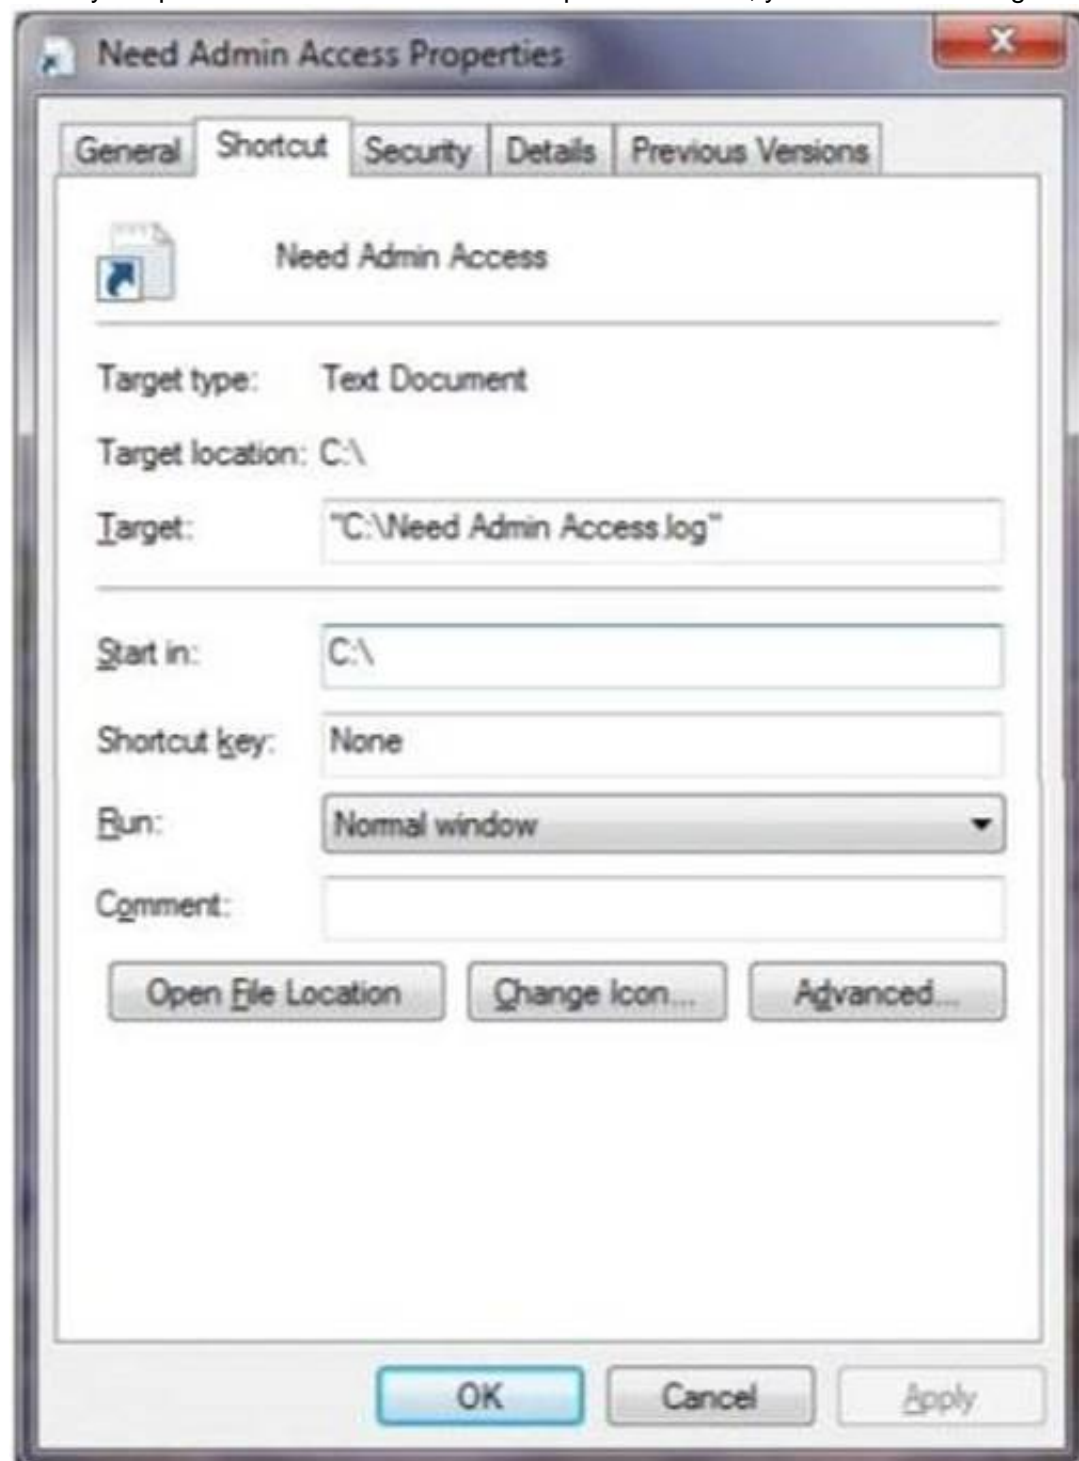 Need Admin Access Properties
General Shortcut Security Details Previous Versions
Need Admin Access
Target type: Text Document
Target location: C:\
Target: "C:\Need Admin Access.log"
Start in: C:\
Shortcut key: None
Run: Normal window
Comment:
Open File Location Change Icon... Advanced...
OK Cancel Apply